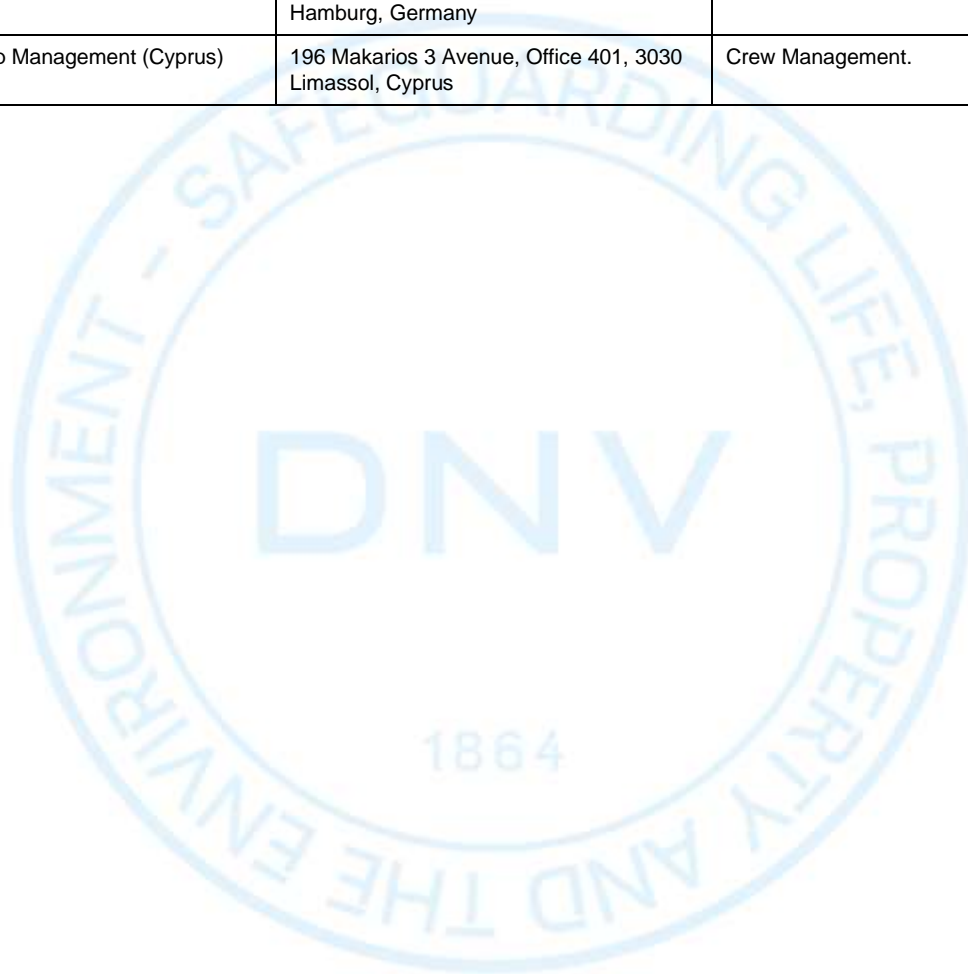 Hamburg, Germany
o Management (Cyprus)
196 Makarios 3 Avenue, Office 401, 3030
Limassol, Cyprus
Crew Management.
SAFEGUARDING LIFE, PROPERTY AND THE ENVIRONMENT -
DNV
1864